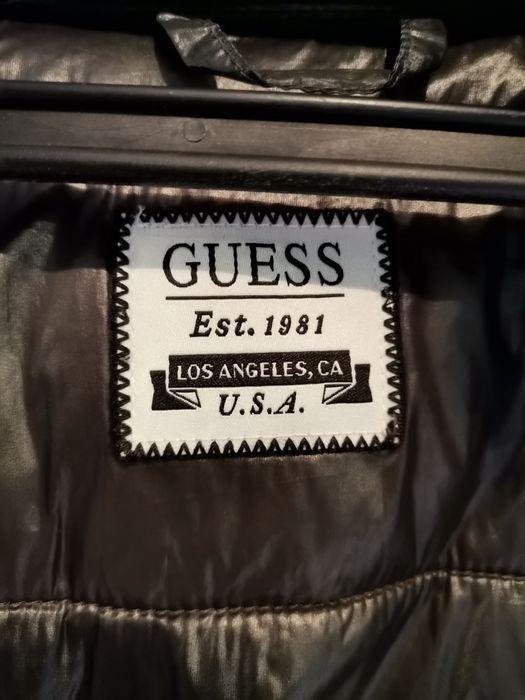 GUESS
Est. 1981
LOS ANGELES, CA
U.S.A.